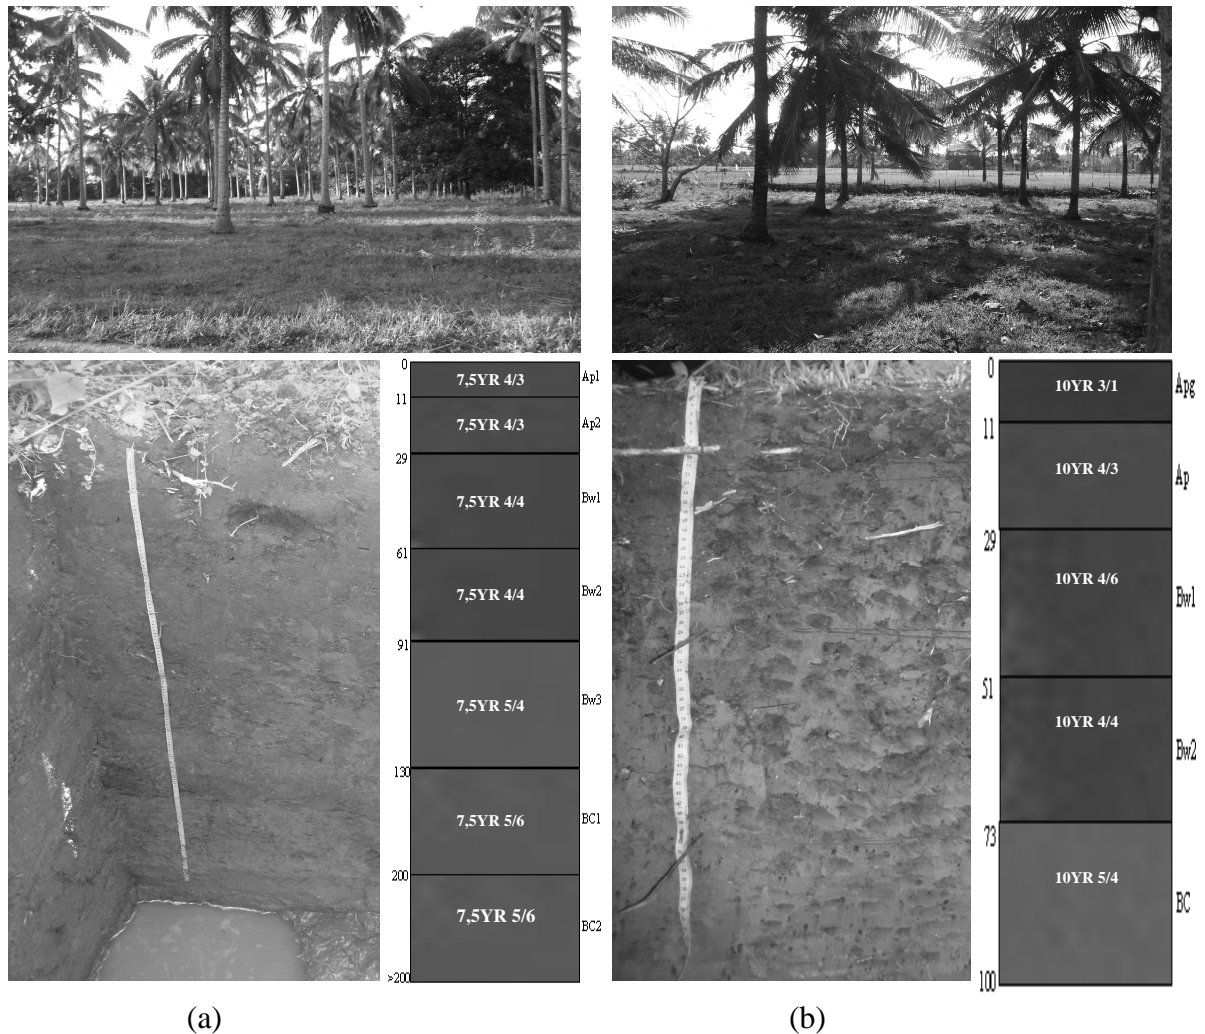 0
7,5YR 4/3
Ap1
11
7,5YR 4/3
Ap2
29
7,5YR 4/4
Bw1
61
7,5YR 4/4
Bw2
91
7,5YR 5/4
Bw3
130
7,5YR 5/6
BC1
200
7,5YR 5/6
BC2
>200
(a)
0
10YR 3/1
Apg
11
10YR 4/3
Ap
29
10YR 4/6
Bw1
51
10YR 4/4
Bw2
73
10YR 5/4
BC
100
(b)